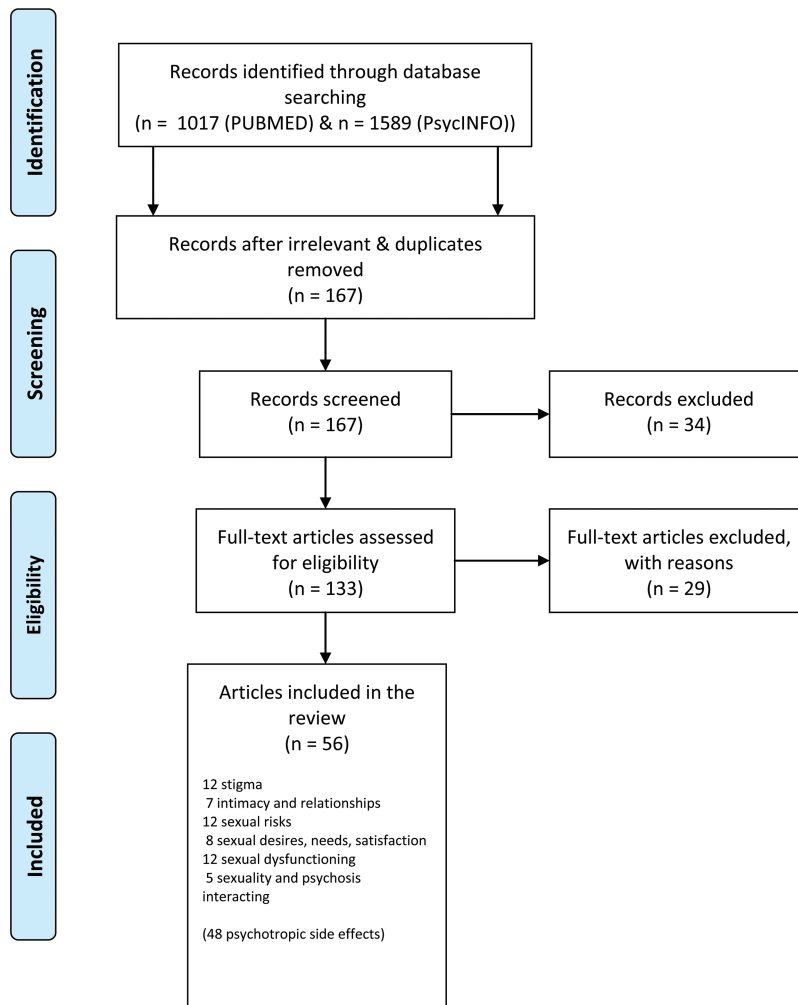 Identification
Records identified through database
searching
(n = 1017 (PUBMED) & n = 1589 (PsycINFO))
Records after irrelevant & duplicates
removed
(n = 167)
Screening
Records screened
(n = 167)
Records excluded
(n = 34)
Eligibility
Full-text articles assessed
for eligibility
(n = 133)
Full-text articles excluded,
with reasons
(n = 29)
Included
Articles included in the
review
(n = 56)
12 stigma
7 intimacy and relationships
12 sexual risks
8 sexual desires, needs, satisfaction
12 sexual dysfunctioning
5 sexuality and psychosis
interacting
(48 psychotropic side effects)